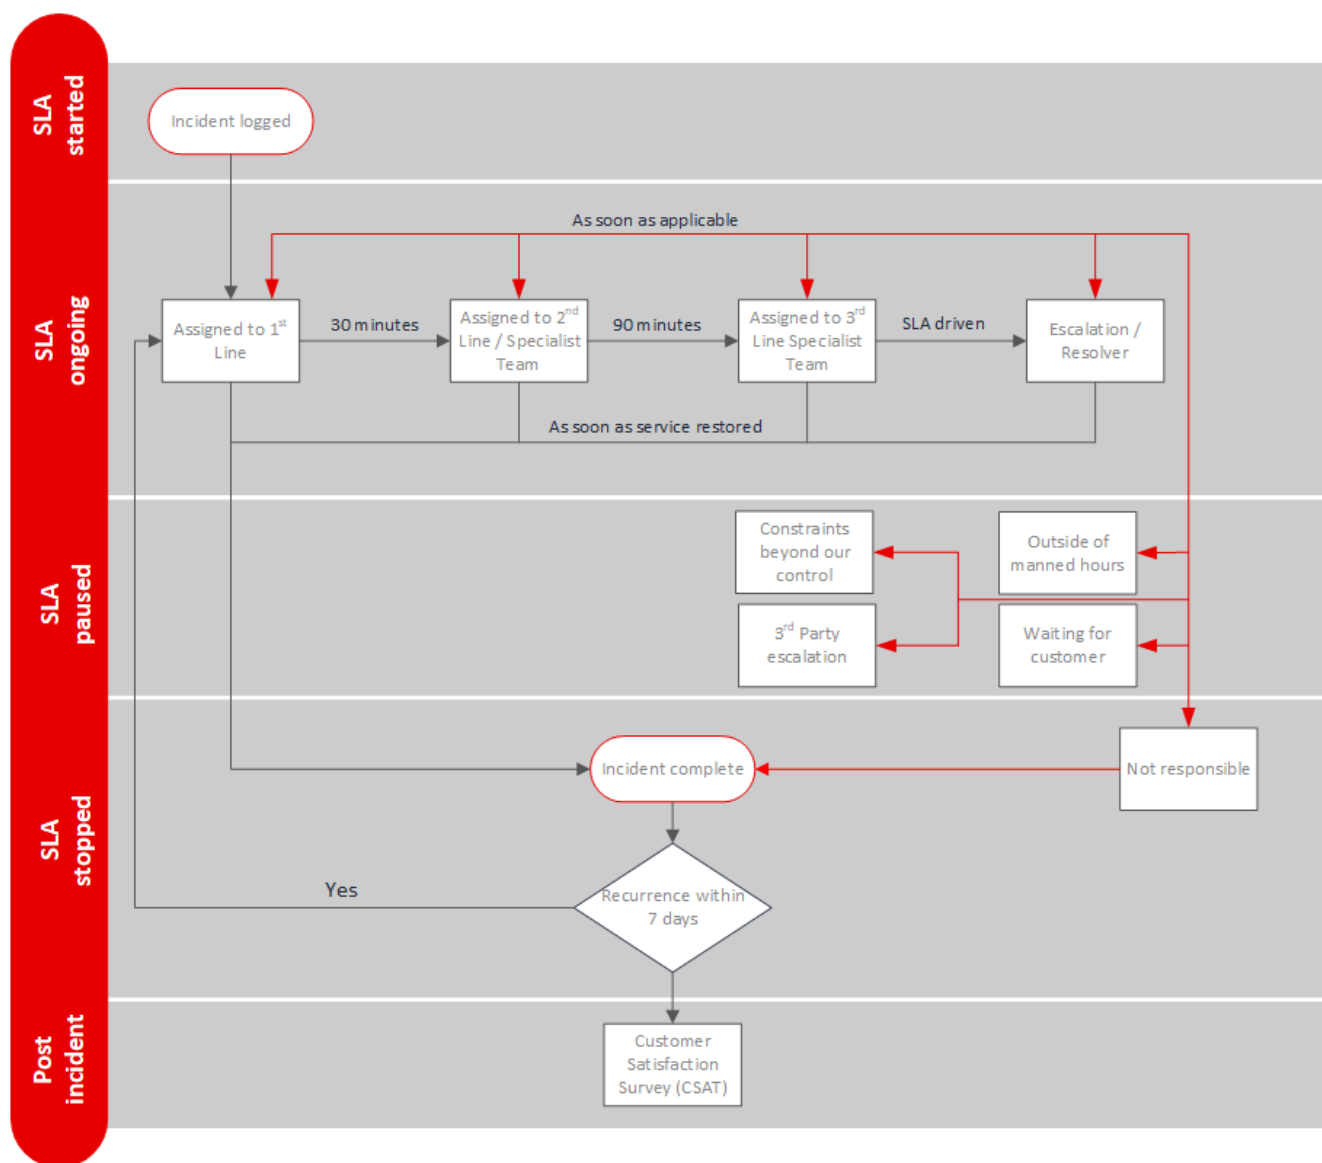 SLA
started
Incident logged
SLA
ongoing
As soon as applicable
Assigned to 1st
Line
30 minutes
Assigned to 2nd
Line / Specialist
Team
90 minutes
Assigned to 3rd
Line Specialist
Team
SLA driven
Escalation /
Resolver
As soon as service restored
SLA
paused
Constraints
beyond our
control
Outside of
manned hours
3rd Party
escalation
Waiting for
customer
SLA
stopped
Incident complete
Not responsible
Yes
Recurrence within
7 days
Post
incident
Customer
Satisfaction
Survey (CSAT)